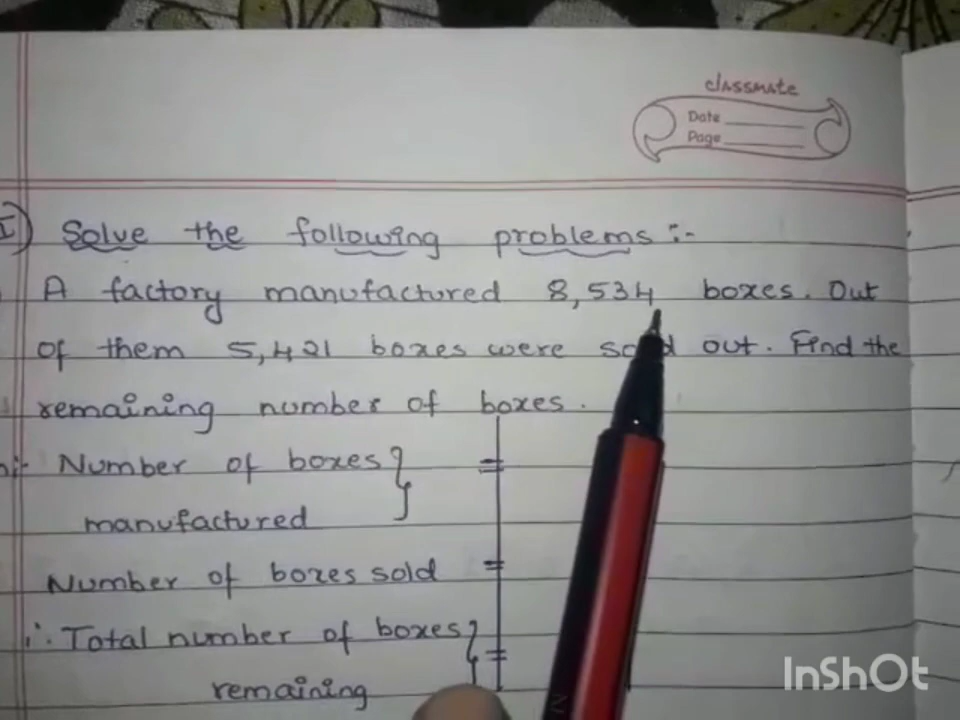 classmate
Date
Page
I) Solve the following problems :-
A factory manufactured 8,534 boxes. Out
of them 5,421 boxes were sold out. Find the
remaining number of boxes.
Number of boxes } =
manufactured
Number of boxes sold =
∴ Total number of boxes } =
remaining
InShOt